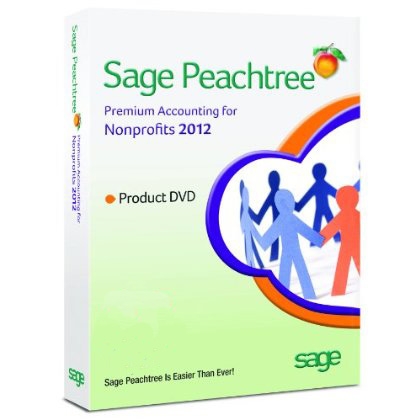 Sage Peachtree
Premium Accounting for
Nonprofits 2012
Product DVD
Sage Peachtree Is Easier Than Ever!
sage
Sage Peachtree
Premium Accounting for
Nonprofits 2012
sage